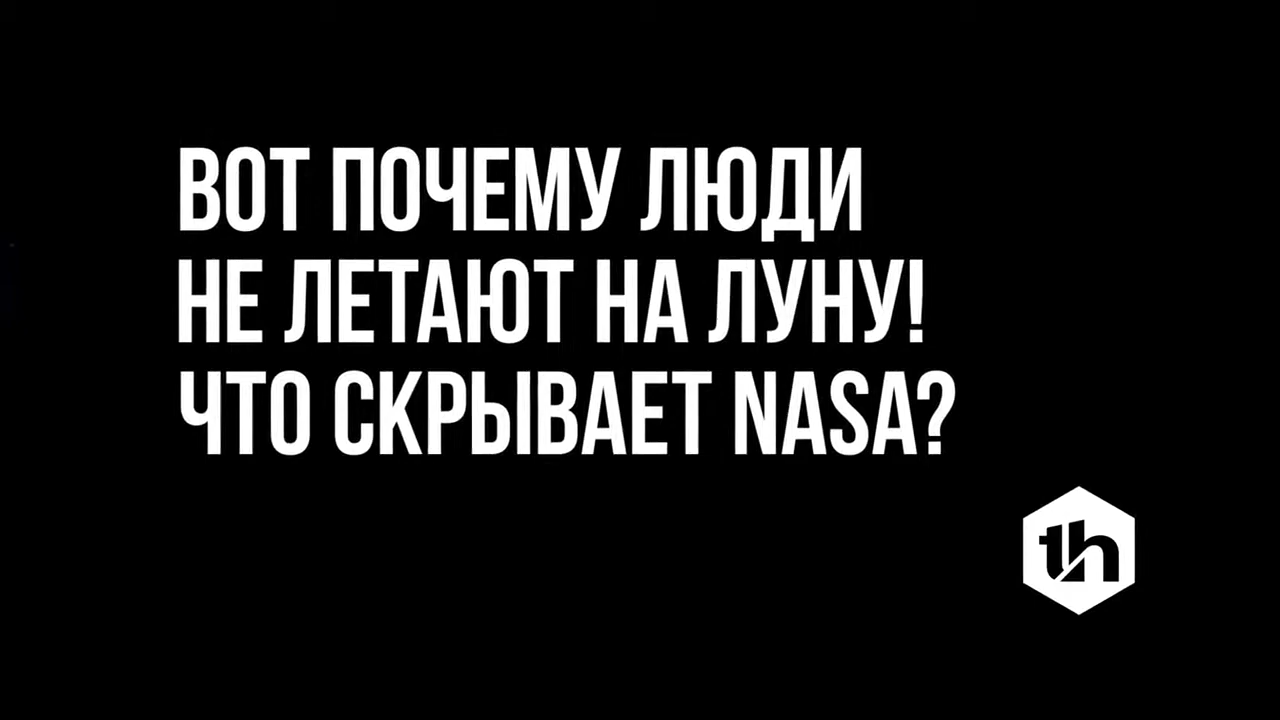 ВОТ ПОЧЕМУ ЛЮДИ
НЕ ЛЕТАЮТ НА ЛУНУ!
ЧТО СКРЫВАЕТ NASA?
th